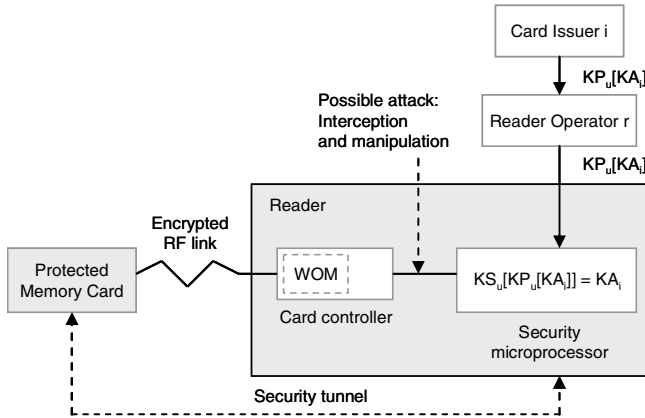 Card Issuer i
KPu[KAi]
Possible attack:
Interception
and manipulation
Reader Operator r
KPu[KAi]
Reader
Encrypted
RF link
Protected
Memory Card
WOM
KSu[KPu[KAi]] = KAi
Card controller
Security
microprocessor
Security tunnel